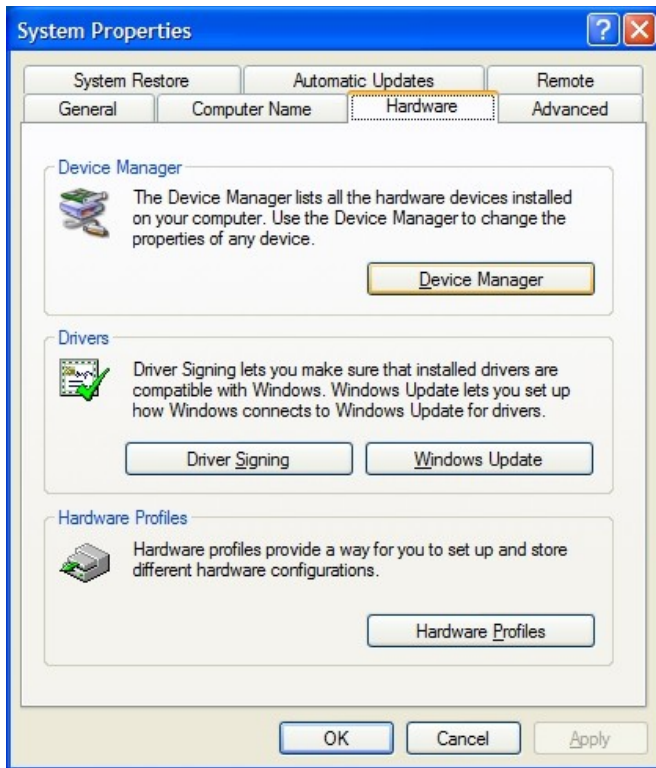 System Properties
?
X
System Restore
Automatic Updates
Remote
General
Computer Name
Hardware
Advanced
Device Manager
The Device Manager lists all the hardware devices installed
on your computer. Use the Device Manager to change the
properties of any device.
Device Manager
Drivers
Driver Signing lets you make sure that installed drivers are
compatible with Windows. Windows Update lets you set up
how Windows connects to Windows Update for drivers.
Driver Signing
Windows Update
Hardware Profiles
Hardware profiles provide a way for you to set up and store
different hardware configurations.
Hardware Profiles
OK
Cancel
Apply